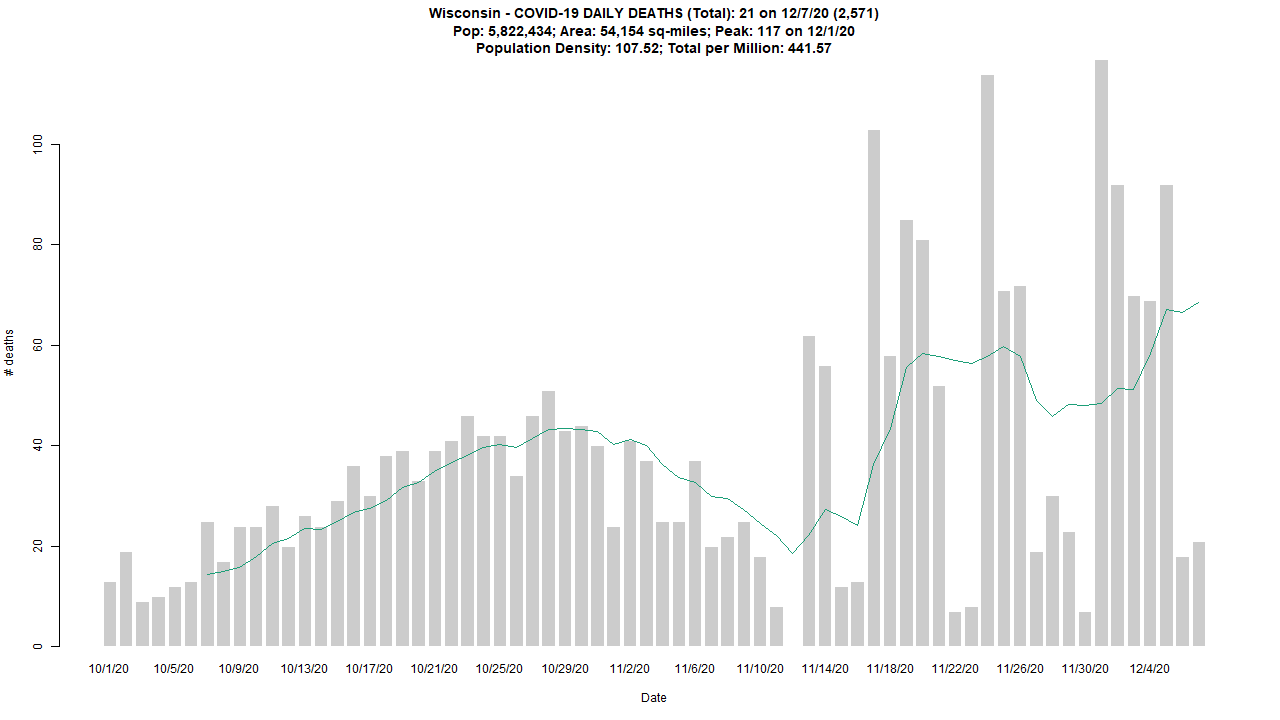 Wisconsin - COVID-19 DAILY DEATHS (Total): 21 on 12/7/20 (2,571)
Pop: 5,822,434; Area: 54,154 sq-miles; Peak: 117 on 12/1/20
Population Density: 107.52; Total per Million: 441.57
100
80
60
# deaths
40
20
0
10/1/20 10/5/20 10/9/20 10/13/20 10/17/20 10/21/20 10/25/20 10/29/20 11/2/20 11/6/20 11/10/20 11/14/20 11/18/20 11/22/20 11/26/20 11/30/20 12/4/20
Date